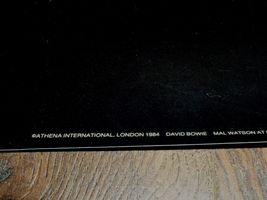 ©ATHENA INTERNATIONAL, LONDON 1984 DAVID BOWIE MAL WATSON AT